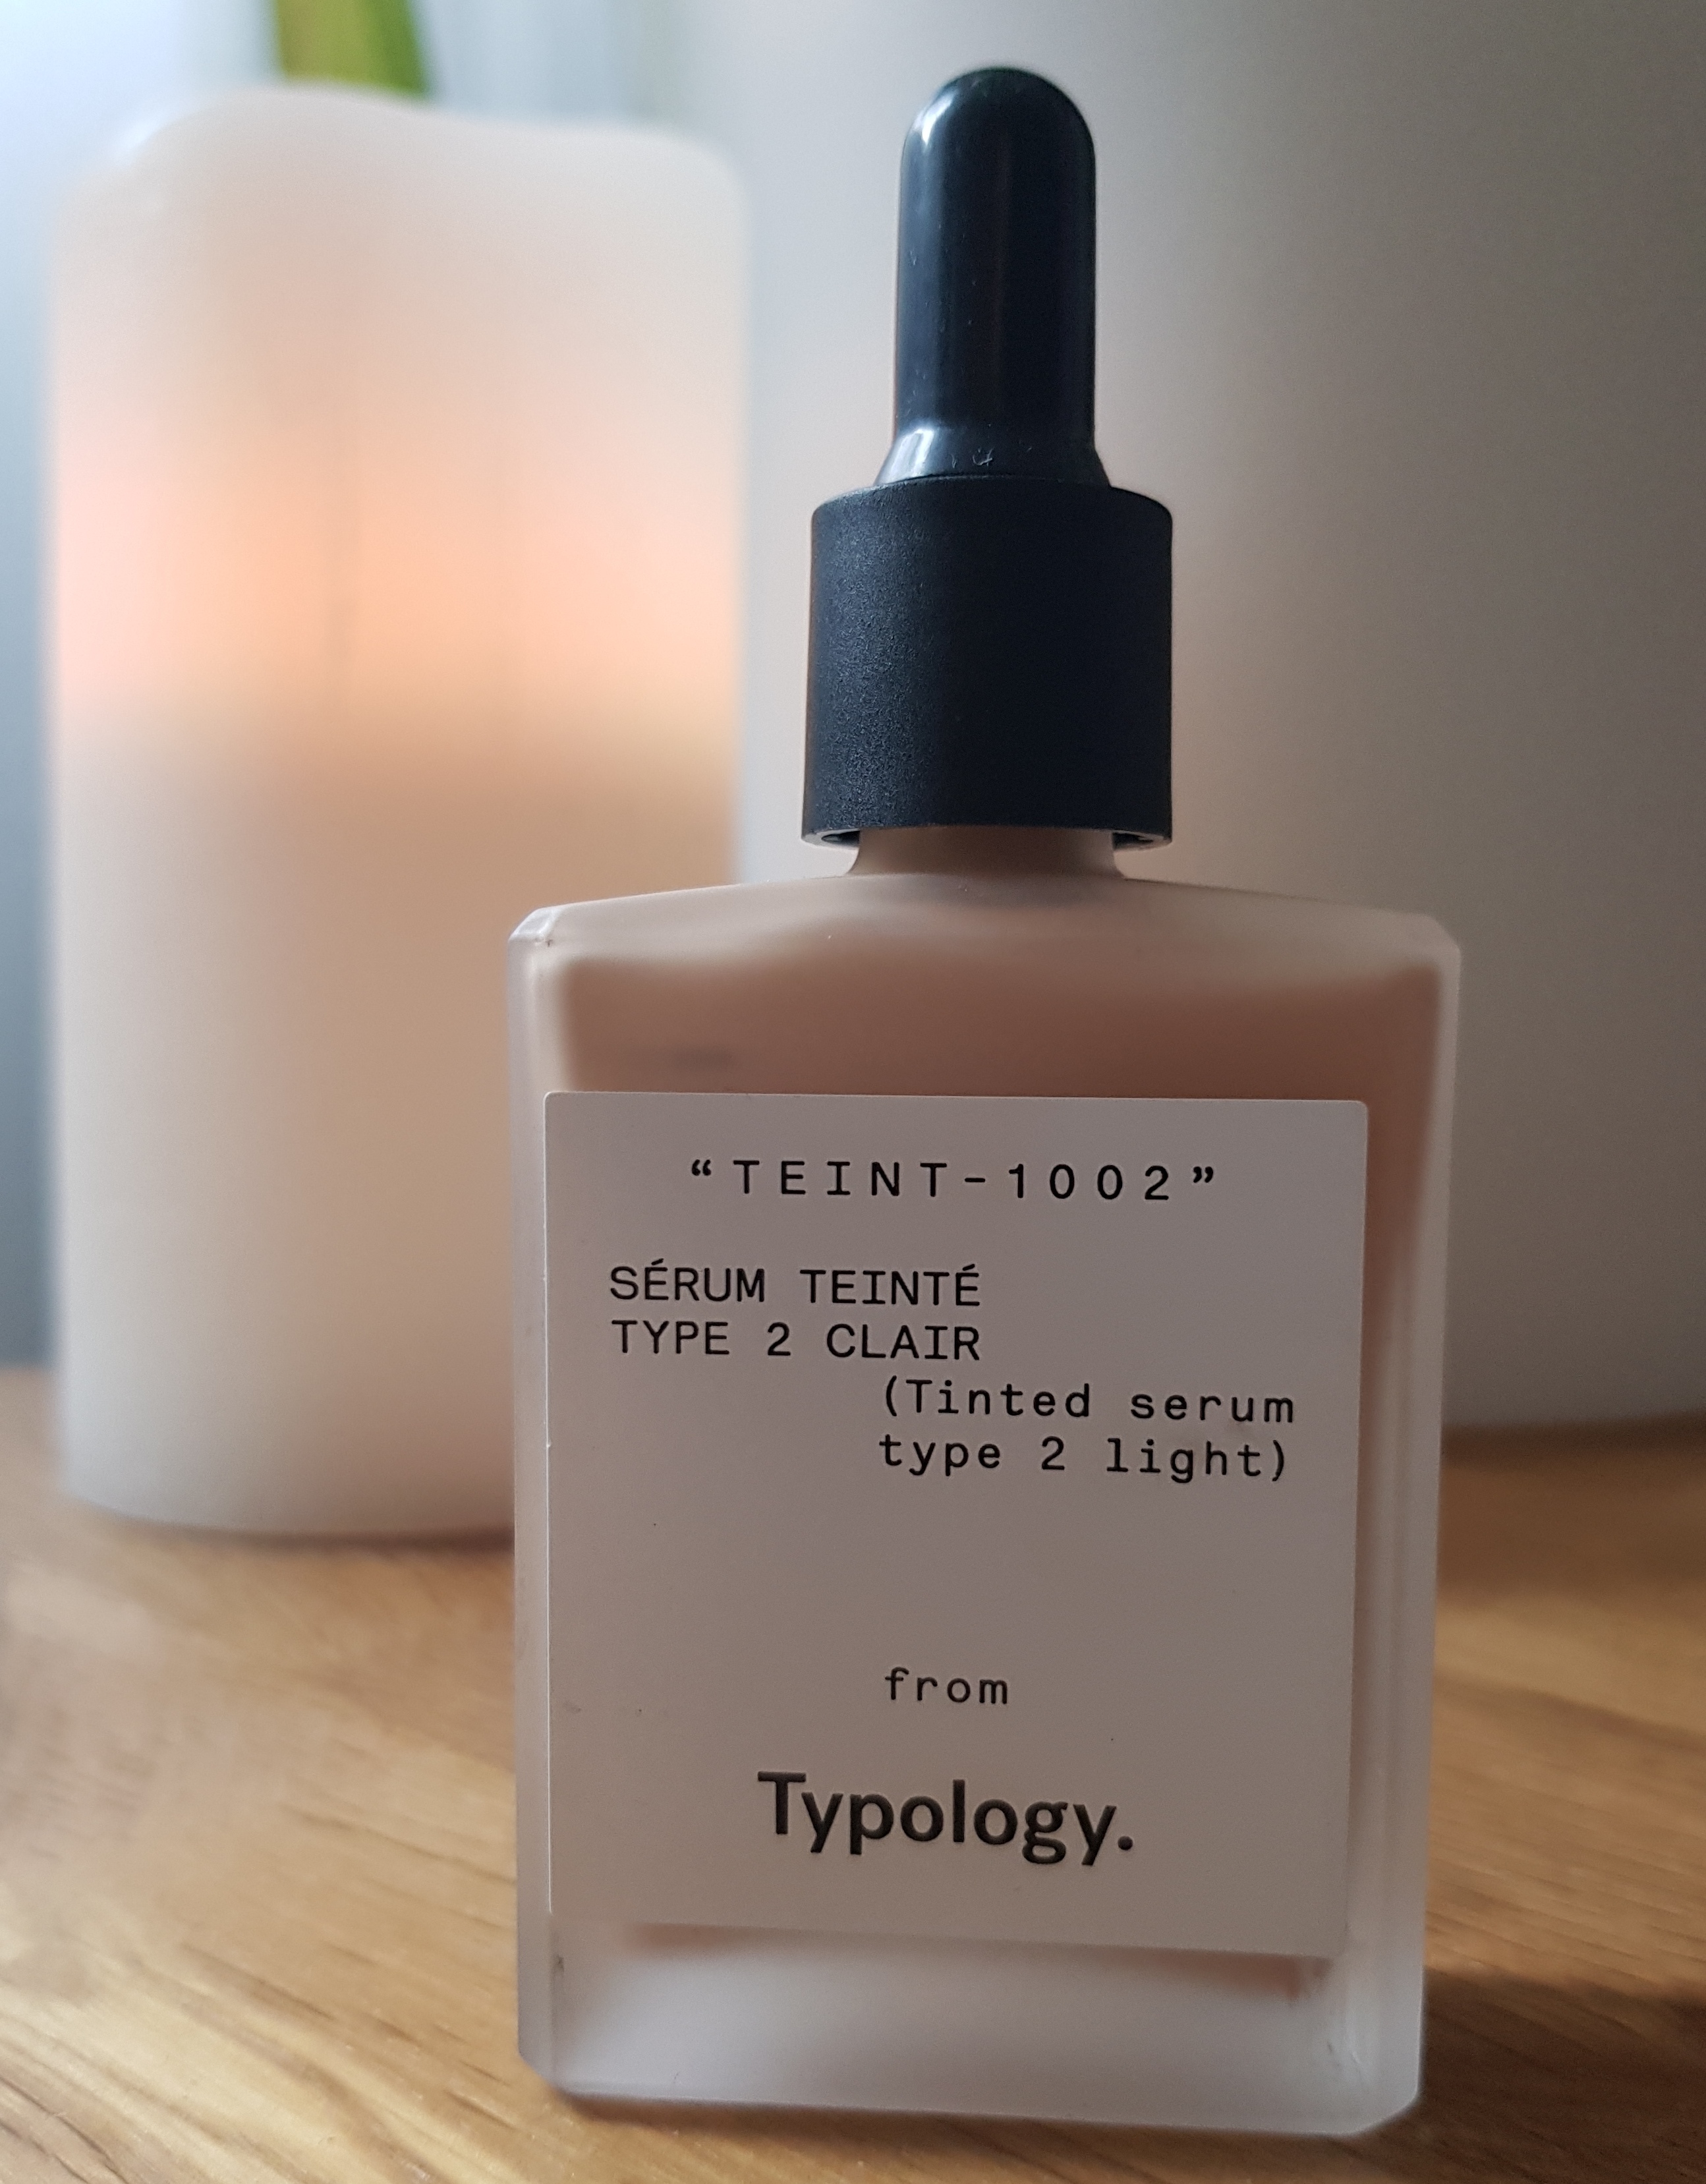 “TEINT-1002”
SÉRUM TEINTÉ
TYPE 2 CLAIR
(Tinted serum
type 2 light)
from
Typology.